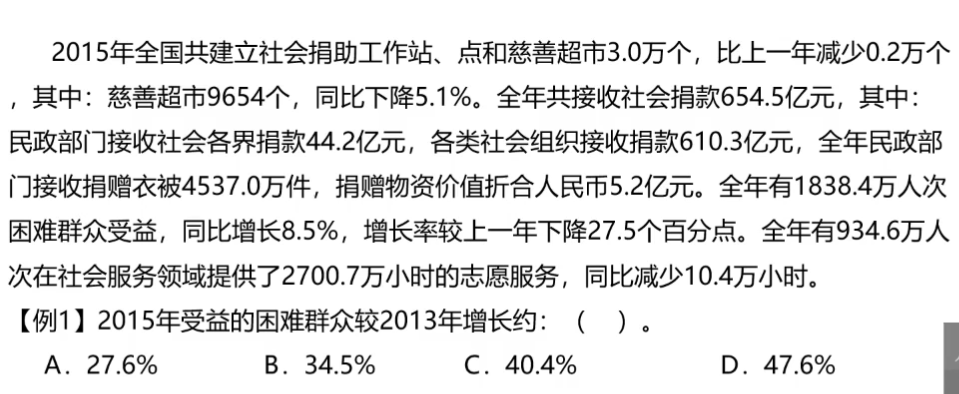 2015年全国共建立社会捐助工作站、点和慈善超市3.0万个，比上一年减少0.2万个
，其中：慈善超市9654个，同比下降5.1%。全年共接收社会捐款654.5亿元，其中：
民政部门接收社会各界捐款44.2亿元，各类社会组织接收捐款610.3亿元，全年民政部
门接收捐赠衣被4537.0万件，捐赠物资价值折合人民币5.2亿元。全年有1838.4万人次
困难群众受益，同比增长8.5%，增长率较上一年下降27.5个百分点。全年有934.6万人
次在社会服务领域提供了2700.7万小时的志愿服务，同比减少10.4万小时。
【例1】2015年受益的困难群众较2013年增长约：（ ）。
A．27.6% B．34.5% C．40.4% D．47.6%